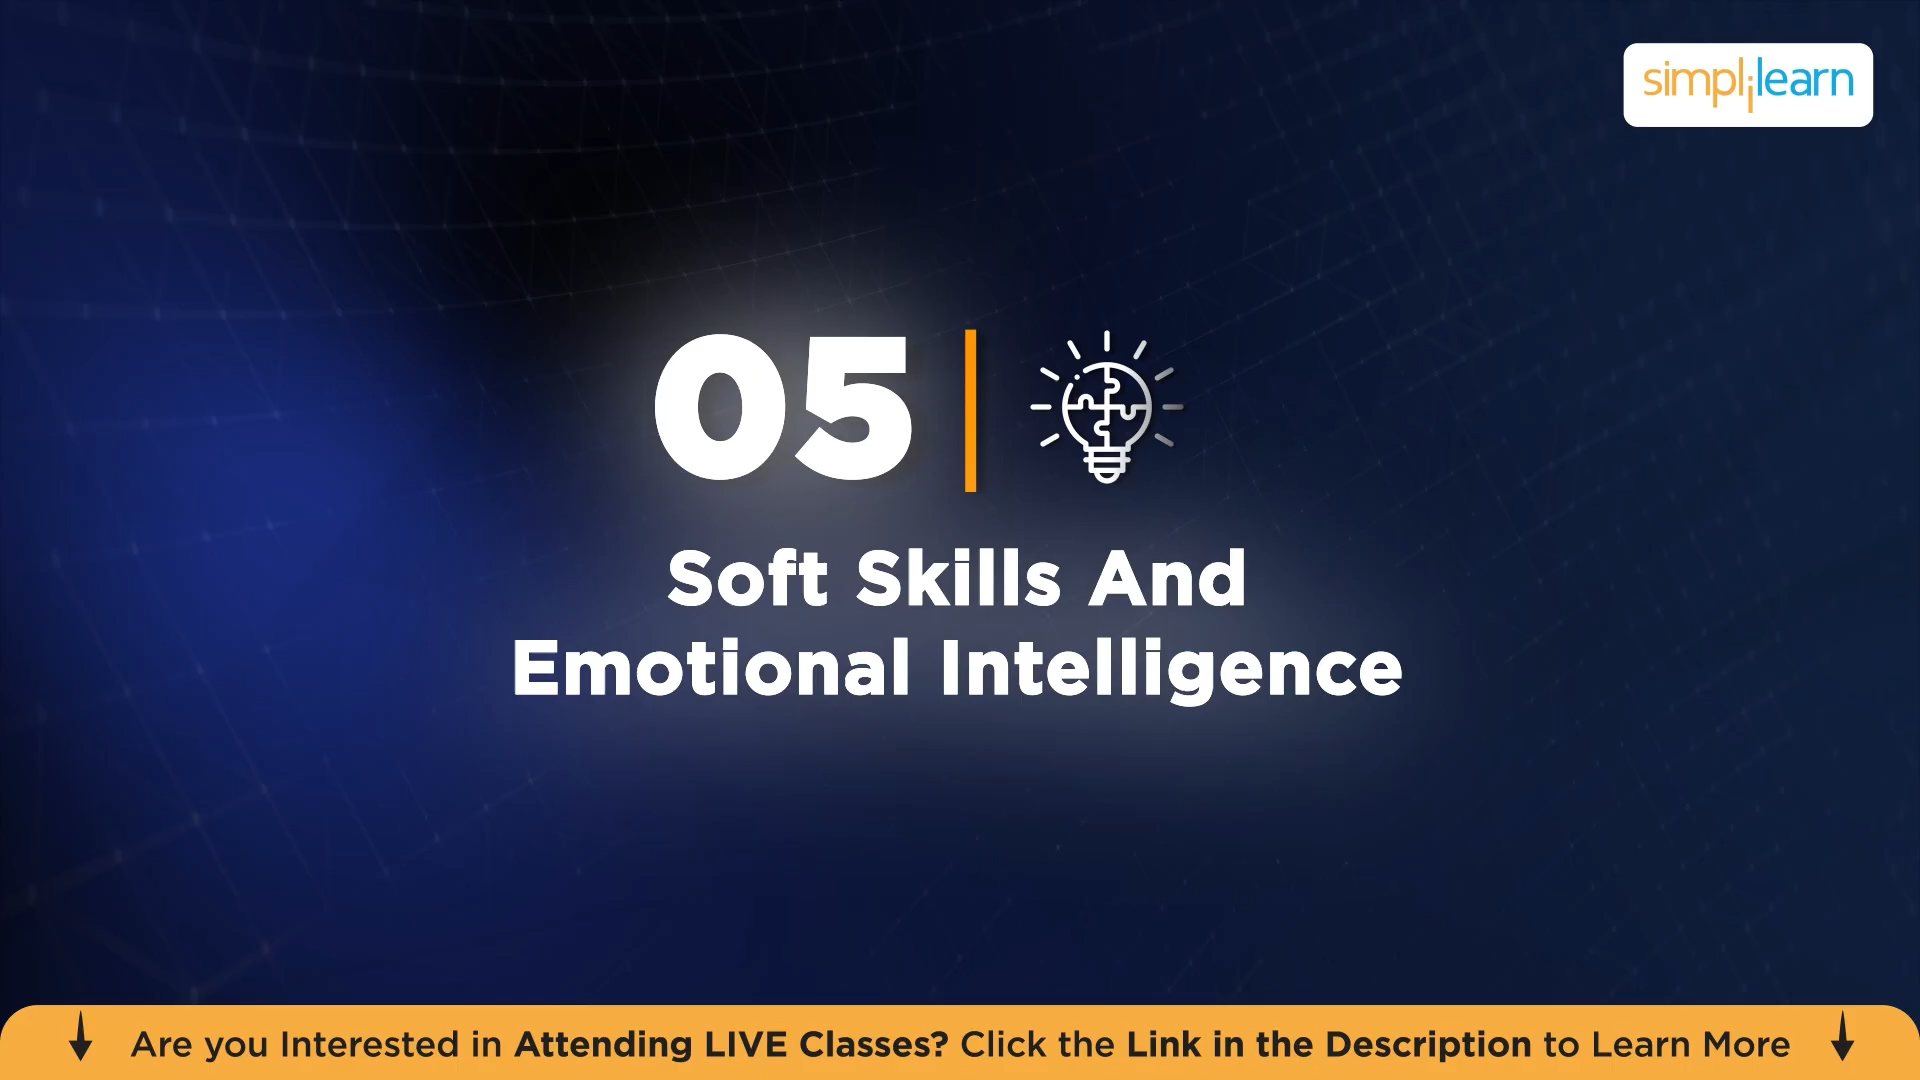 simplilearn
05
Soft Skills And
Emotional Intelligence
Are you Interested in Attending LIVE Classes? Click the Link in the Description to Learn More